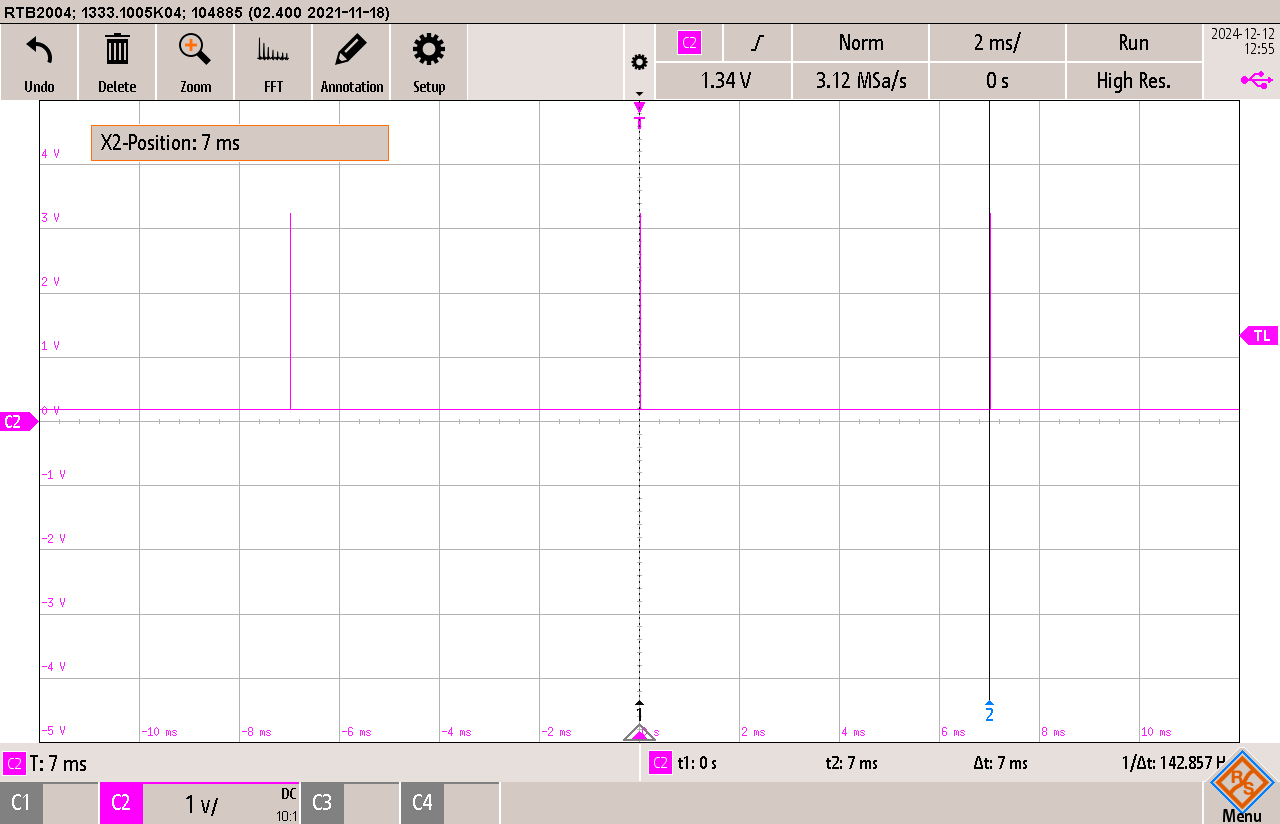 RTB2004; 1333.1005K04; 104885 (02.400 2021-11-18)
Undo
Delete
Zoom
FFT
Annotation
Setup
C2
Norm
2 ms/
Run
2024-12-12
12:55
1.34 V
3.12 MSa/s
0 s
High Res.
T
X2-Position: 7 ms
4 V
3 V
2 V
1 V
0 V
-1 V
-2 V
-3 V
-4 V
-5 V
TL
C2
1
2
-10 ms
-8 ms
-6 ms
-4 ms
-2 ms
s
2 ms
4 ms
6 ms
8 ms
10 ms
C2 T: 7 ms
C2 t1: 0 s t2: 7 ms Δt: 7 ms 1/Δt: 142.857
C1
C2
1 V/
DC
10:1
C3
C4
R
S
Menu